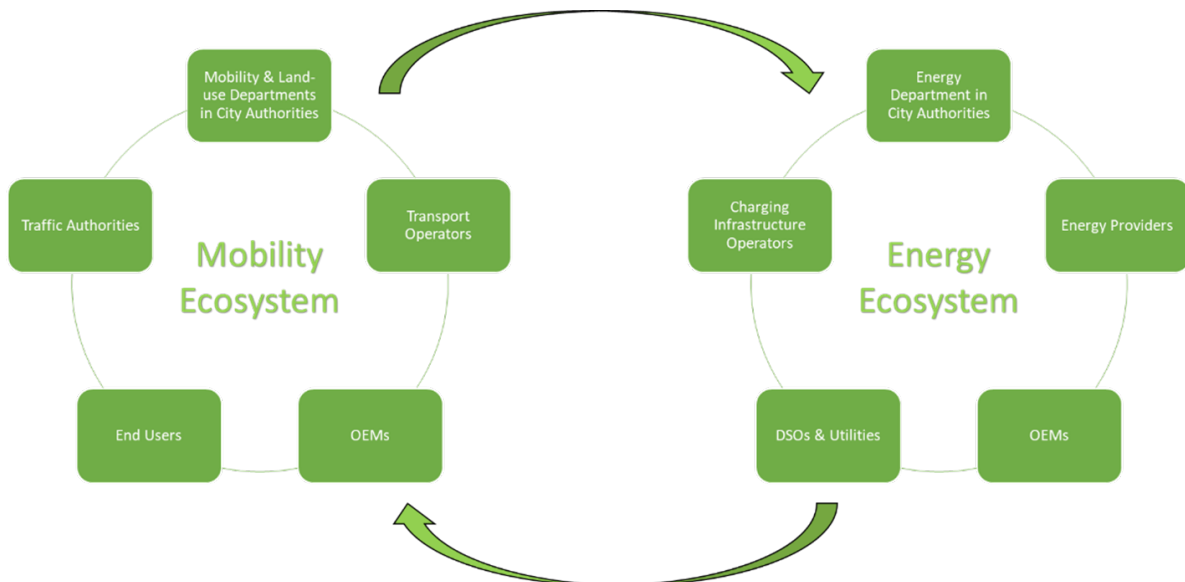 Mobility & Land-
use Departments
in City Authorities
Traffic Authorities
Transport
Operators
Mobility
Ecosystem
End Users
OEMs
Energy
Department in
City Authorities
Charging
Infrastructure
Operators
Energy Providers
Energy
Ecosystem
DSOs & Utilities
OEMs